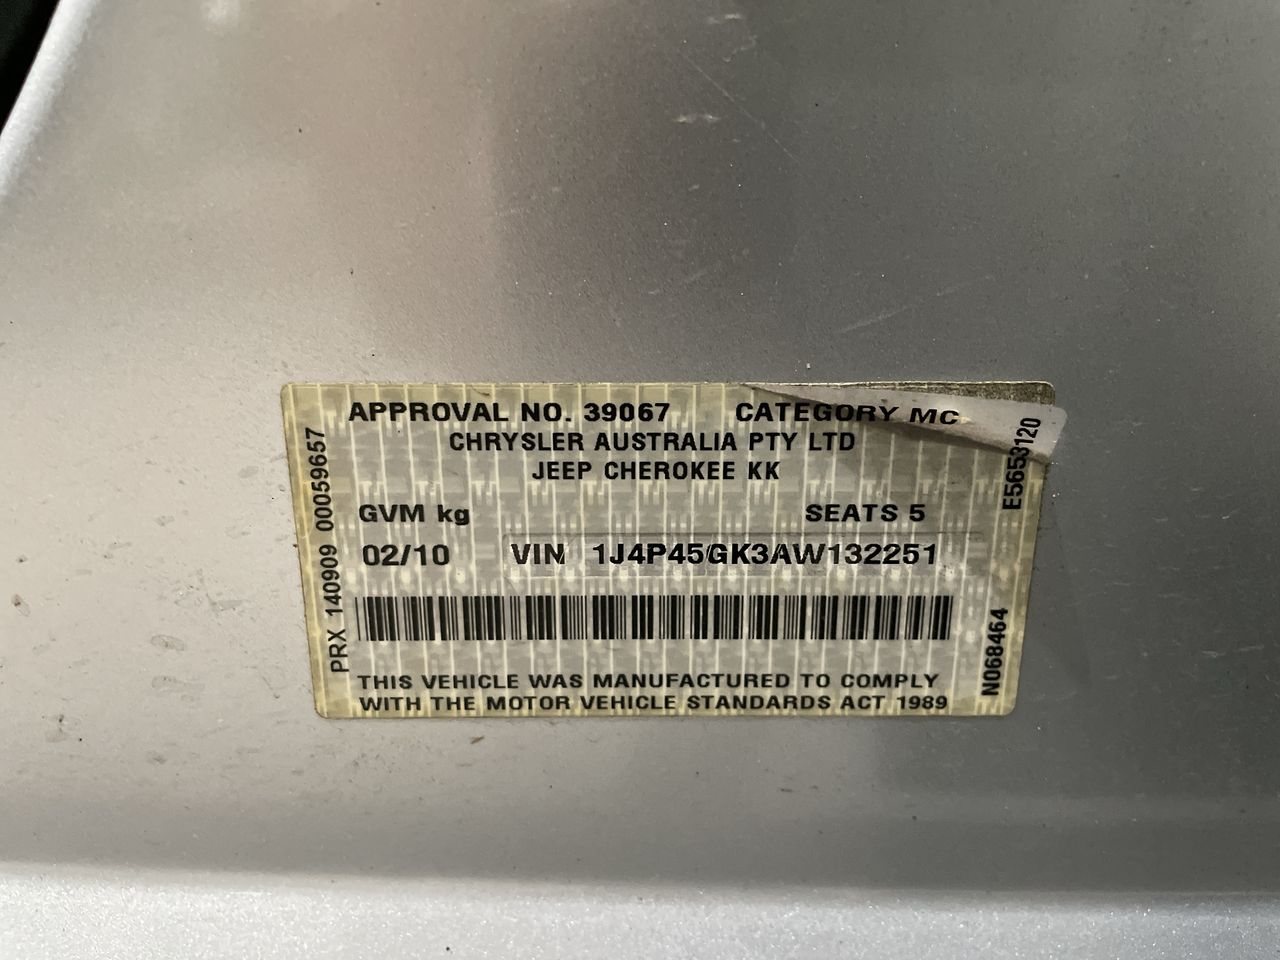 APPROVAL NO. 39067 CATEGORY MC
CHRYSLER AUSTRALIA PTY LTD
JEEP CHEROKEE KK
GVM kg SEATS 5
02/10 VIN 1J4P45GK3AW132251
THIS VEHICLE WAS MANUFACTURED TO COMPLY
WITH THE MOTOR VEHICLE STANDARDS ACT 1989
PRX 140909 00059657
N068464
E5653120